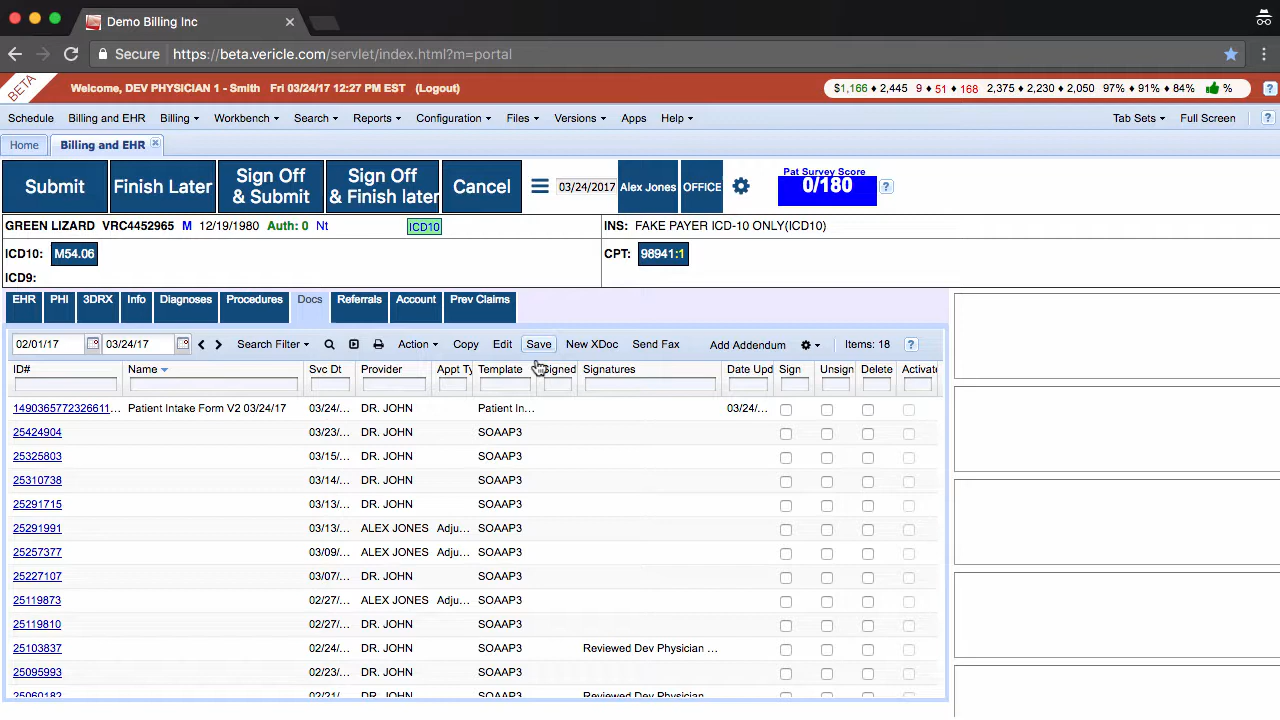 Demo Billing Inc
Secure https://beta.vericle.com/servlet/index.html?m=portal
BETA
Welcome, DEV PHYSICIAN 1 - Smith Fri 03/24/17 12:27 PM EST (Logout) $1,166 ♦ 2,445 9 ♦ 51 ♦ 168 2,375 ♦ 2,230 ♦ 2,050 97% ♦ 91% ♦ 84% % ?
Schedule Billing and EHR Billing Workbench Search Reports Configuration Files Versions Apps Help Tab Sets Full Screen ?
Home Billing and EHR
Submit Finish Later Sign Off & Submit Sign Off & Finish later Cancel 03/24/2017 Alex Jones OFFICE Pat Survey Score 0/180 ?
GREEN LIZARD VRC4452965 M 12/19/1980 Auth: 0 Nt ICD10 INS: FAKE PAYER ICD-10 ONLY(ICD10)
ICD10: M54.06 CPT: 98941:1
ICD9:
EHR PHI 3DRX Info Diagnoses Procedures Docs Referrals Account Prev Claims
02/01/17 03/24/17 Search Filter Action Copy Edit Save New XDoc Send Fax Add Addendum Items: 18 ?
ID# Name Svc Dt Provider Appt Ty Template Signed Signatures Date Upd Sign Unsign Delete Activate
1490365772326611... Patient Intake Form V2 03/24/17 03/24/... DR. JOHN Patient In... 03/24/...
25424904 03/23/... DR. JOHN SOAAP3
25325803 03/15/... DR. JOHN SOAAP3
25310738 03/14/... DR. JOHN SOAAP3
25291715 03/13/... DR. JOHN SOAAP3
25291991 03/13/... ALEX JONES Adju... SOAAP3
25257377 03/09/... ALEX JONES Adju... SOAAP3
25227107 03/07/... DR. JOHN SOAAP3
25119873 02/27/... ALEX JONES Adju... SOAAP3
25119810 02/27/... DR. JOHN SOAAP3
25103837 02/24/... DR. JOHN SOAAP3 Reviewed Dev Physician ...
25095993 02/23/... DR. JOHN SOAAP3
25060182 02/21/... DR. JOHN SOAAP3 Reviewed Dev Physician